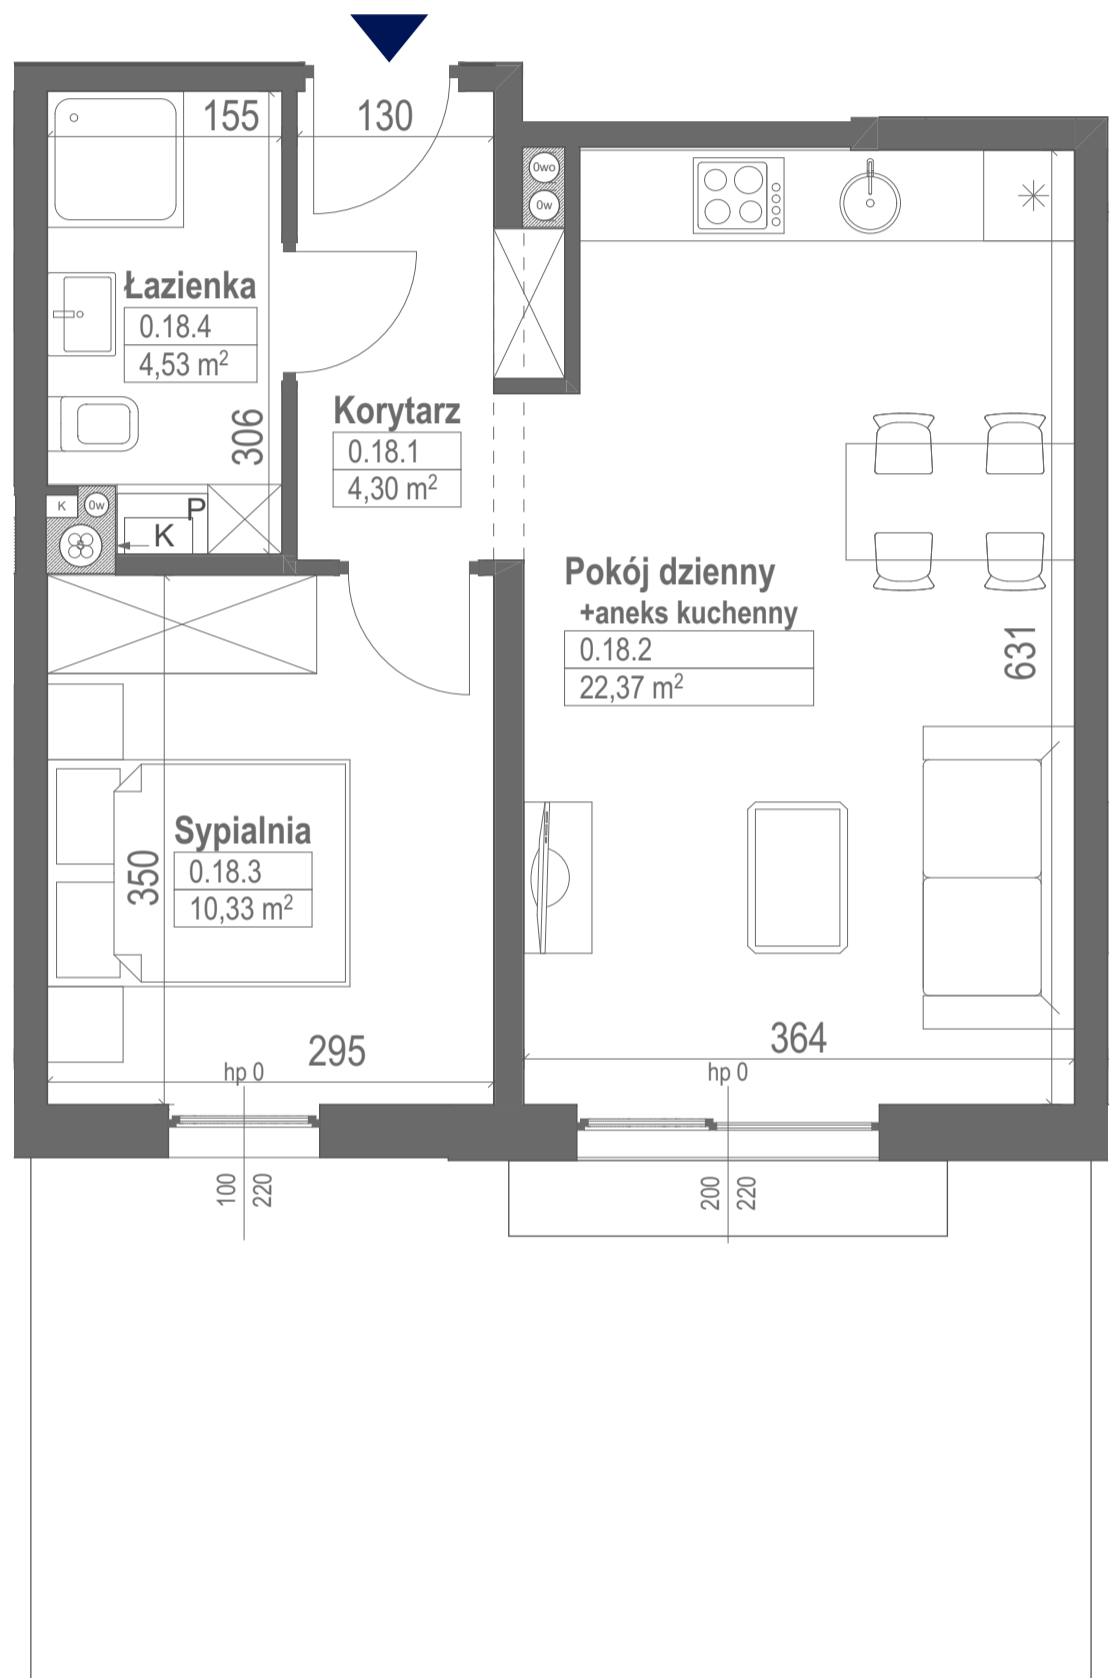 155
130
0wo
0w
Łazienka
0.18.4
4,53 m²
306
Korytarz
0.18.1
4,30 m²
K
0w
P
K
S
Pokój dzienny
+aneks kuchenny
0.18.2
22,37 m²
631
Sypialnia
0.18.3
10,33 m²
350
295
hp 0
364
hp 0
100
220
200
220